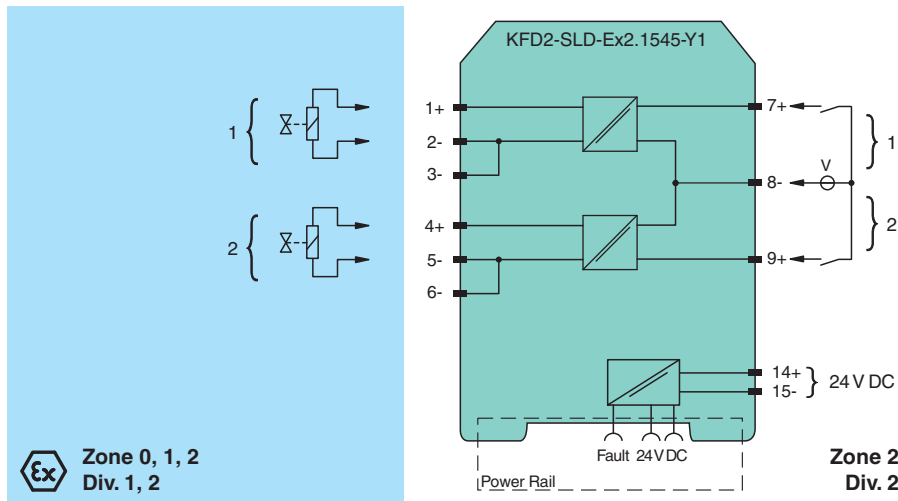 KFD2-SLD-Ex2.1545-Y1
1
1+
2-
3-
7+
8-
V
1
2
4+
5-
6-
9+
2
14+
15-
24 V DC
Fault 24 V DC
Power Rail
Ex
Zone 0, 1, 2
Div. 1, 2
Zone 2
Div. 2